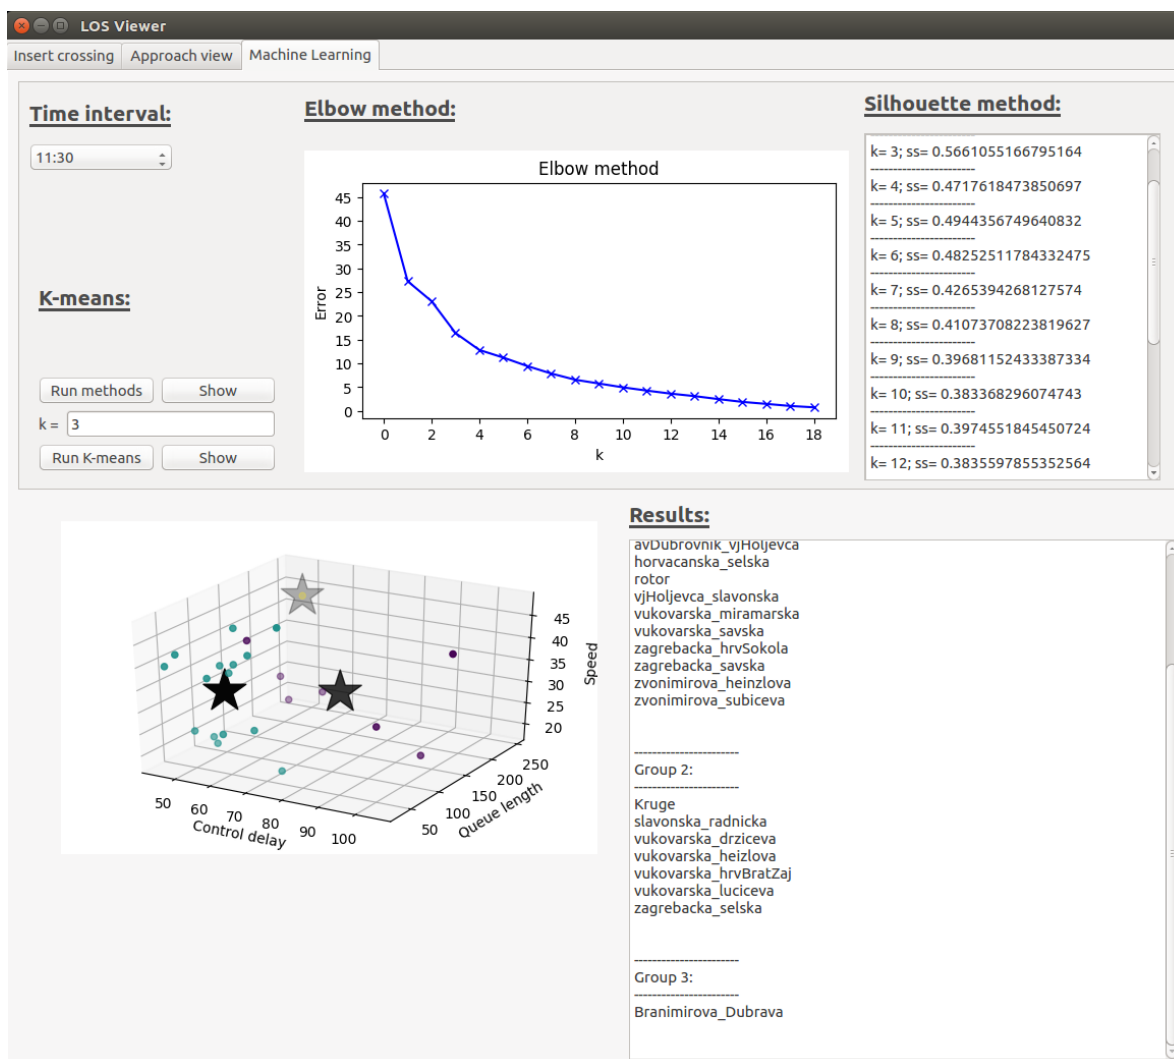 LOS Viewer
Insert crossing Approach view Machine Learning
Time interval:
11:30
K-means:
Run methods Show
k = 3
Run K-means Show
Elbow method:
Elbow method
Error
45
40
35
30
25
20
15
10
5
0
0 2 4 6 8 10 12 14 16 18
k
Silhouette method:
-----------------------
k= 3; ss= 0.5661055166795164
-----------------------
k= 4; ss= 0.4717618473850697
-----------------------
k= 5; ss= 0.4944356749640832
-----------------------
k= 6; ss= 0.48252511784332475
-----------------------
k= 7; ss= 0.4265394268127574
-----------------------
k= 8; ss= 0.41073708223819627
-----------------------
k= 9; ss= 0.39681152433387334
-----------------------
k= 10; ss= 0.383368296074743
-----------------------
k= 11; ss= 0.3974551845450724
-----------------------
k= 12; ss= 0.3835597855352564
45
40
35
30
25
20
Speed
50 60 70 80 90 100
Control delay
50 100 150 200 250
Queue length
Results:
avDubrovnik_vjHoljevca
horvacanska_selska
rotor
vjHoljevca_slavonska
vukovarska_miramarska
vukovarska_savska
zagrebacka_hrvSokola
zagrebacka_savska
zvonimirova_heinzlova
zvonimirova_subiceva
-----------------------
Group 2:
-----------------------
Kruge
slavonska_radnicka
vukovarska_drziceva
vukovarska_heizlova
vukovarska_hrvBratZaj
vukovarska_luciceva
zagrebacka_selska
-----------------------
Group 3:
-----------------------
Branimirova_Dubrava